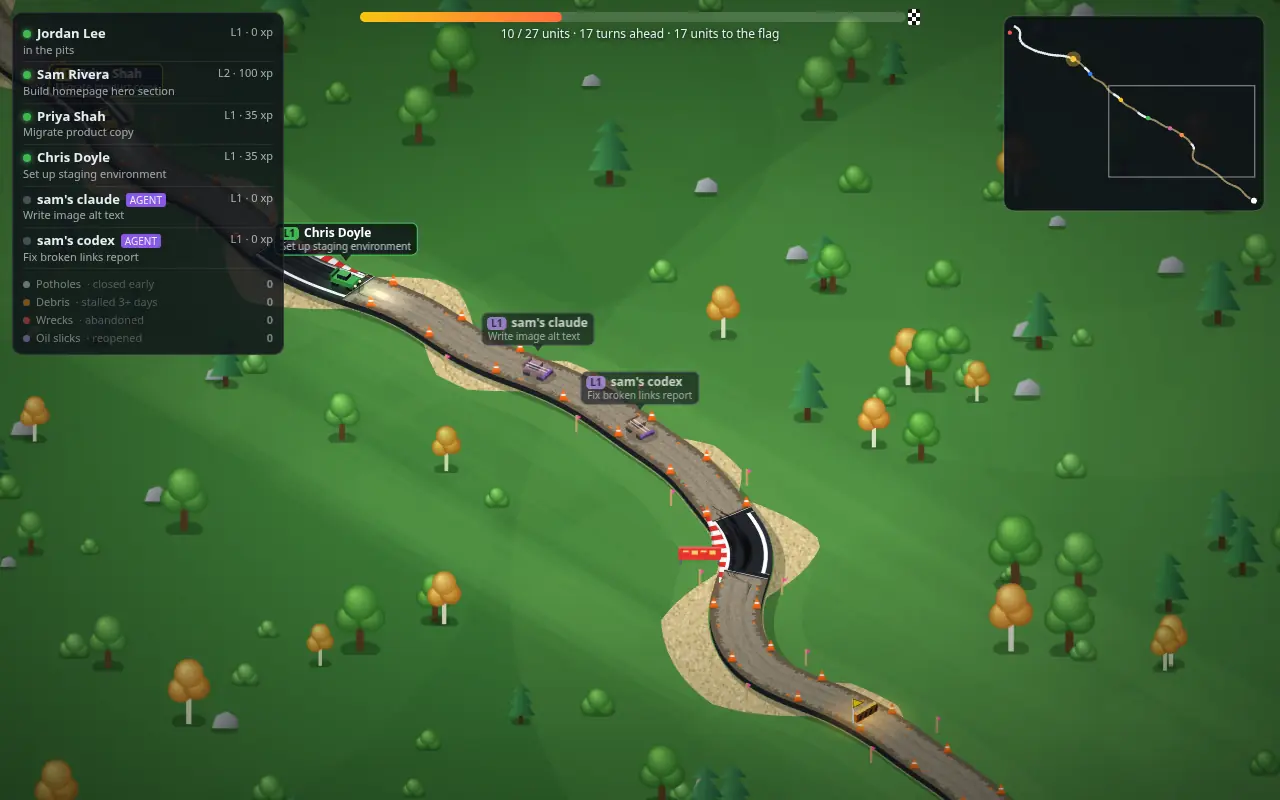 Jordan Lee L1 · 0 xp
in the pits
Sam Rivera L2 · 100 xp
Build homepage hero section
Priya Shah L1 · 35 xp
Migrate product copy
Chris Doyle L1 · 35 xp
Set up staging environment
sam's claude AGENT L1 · 0 xp
Write image alt text
sam's codex AGENT L1 · 0 xp
Fix broken links report
Potholes · closed early 0
Debris · stalled 3+ days 0
Wrecks · abandoned 0
Oil slicks · reopened 0
10 / 27 units · 17 turns ahead · 17 units to the flag
L1 Chris Doyle
Set up staging environment
L1 sam's claude
Write image alt text
L1 sam's codex
Fix broken links report